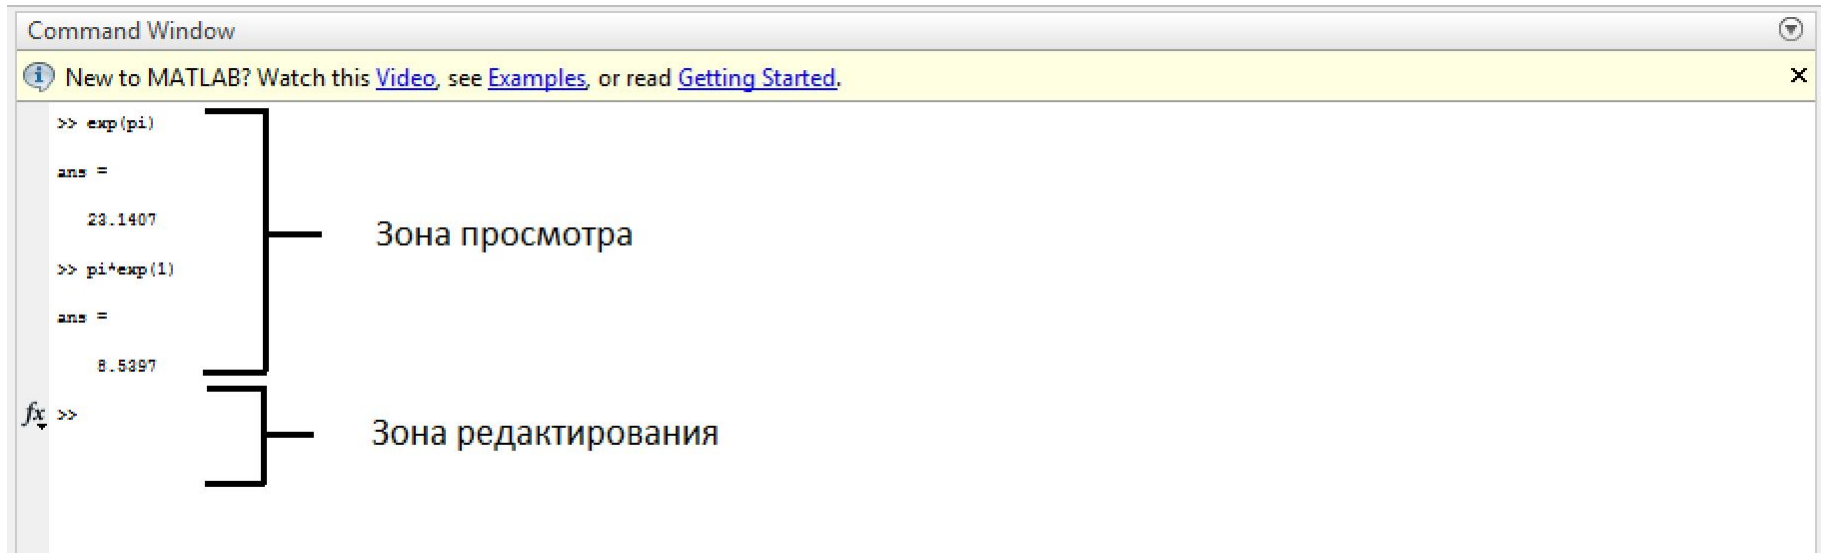 Command Window
New to MATLAB? Watch this Video, see Examples, or read Getting Started.
>> exp(pi)
ans =
23.1407
Зона просмотра
>> pi*exp(1)
ans =
8.5397
fx >>
Зона редактирования